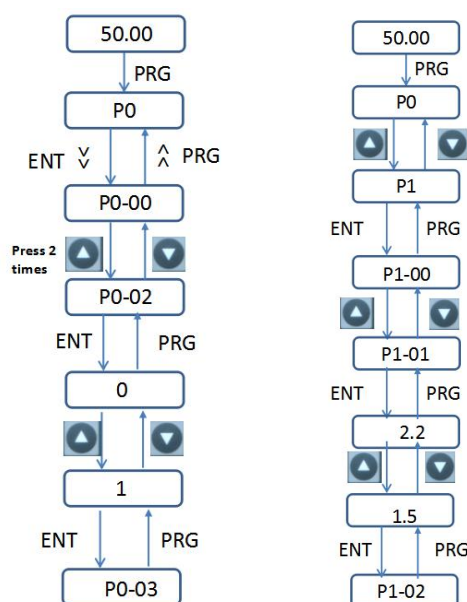 50.00
PRG
P0
ENT
PRG
P0-00
Press 2
times
P0-02
ENT
PRG
0
1
ENT
PRG
P0-03
50.00
PRG
P0
P1
ENT
PRG
P1-00
P1-01
ENT
PRG
2.2
1.5
ENT
PRG
P1-02